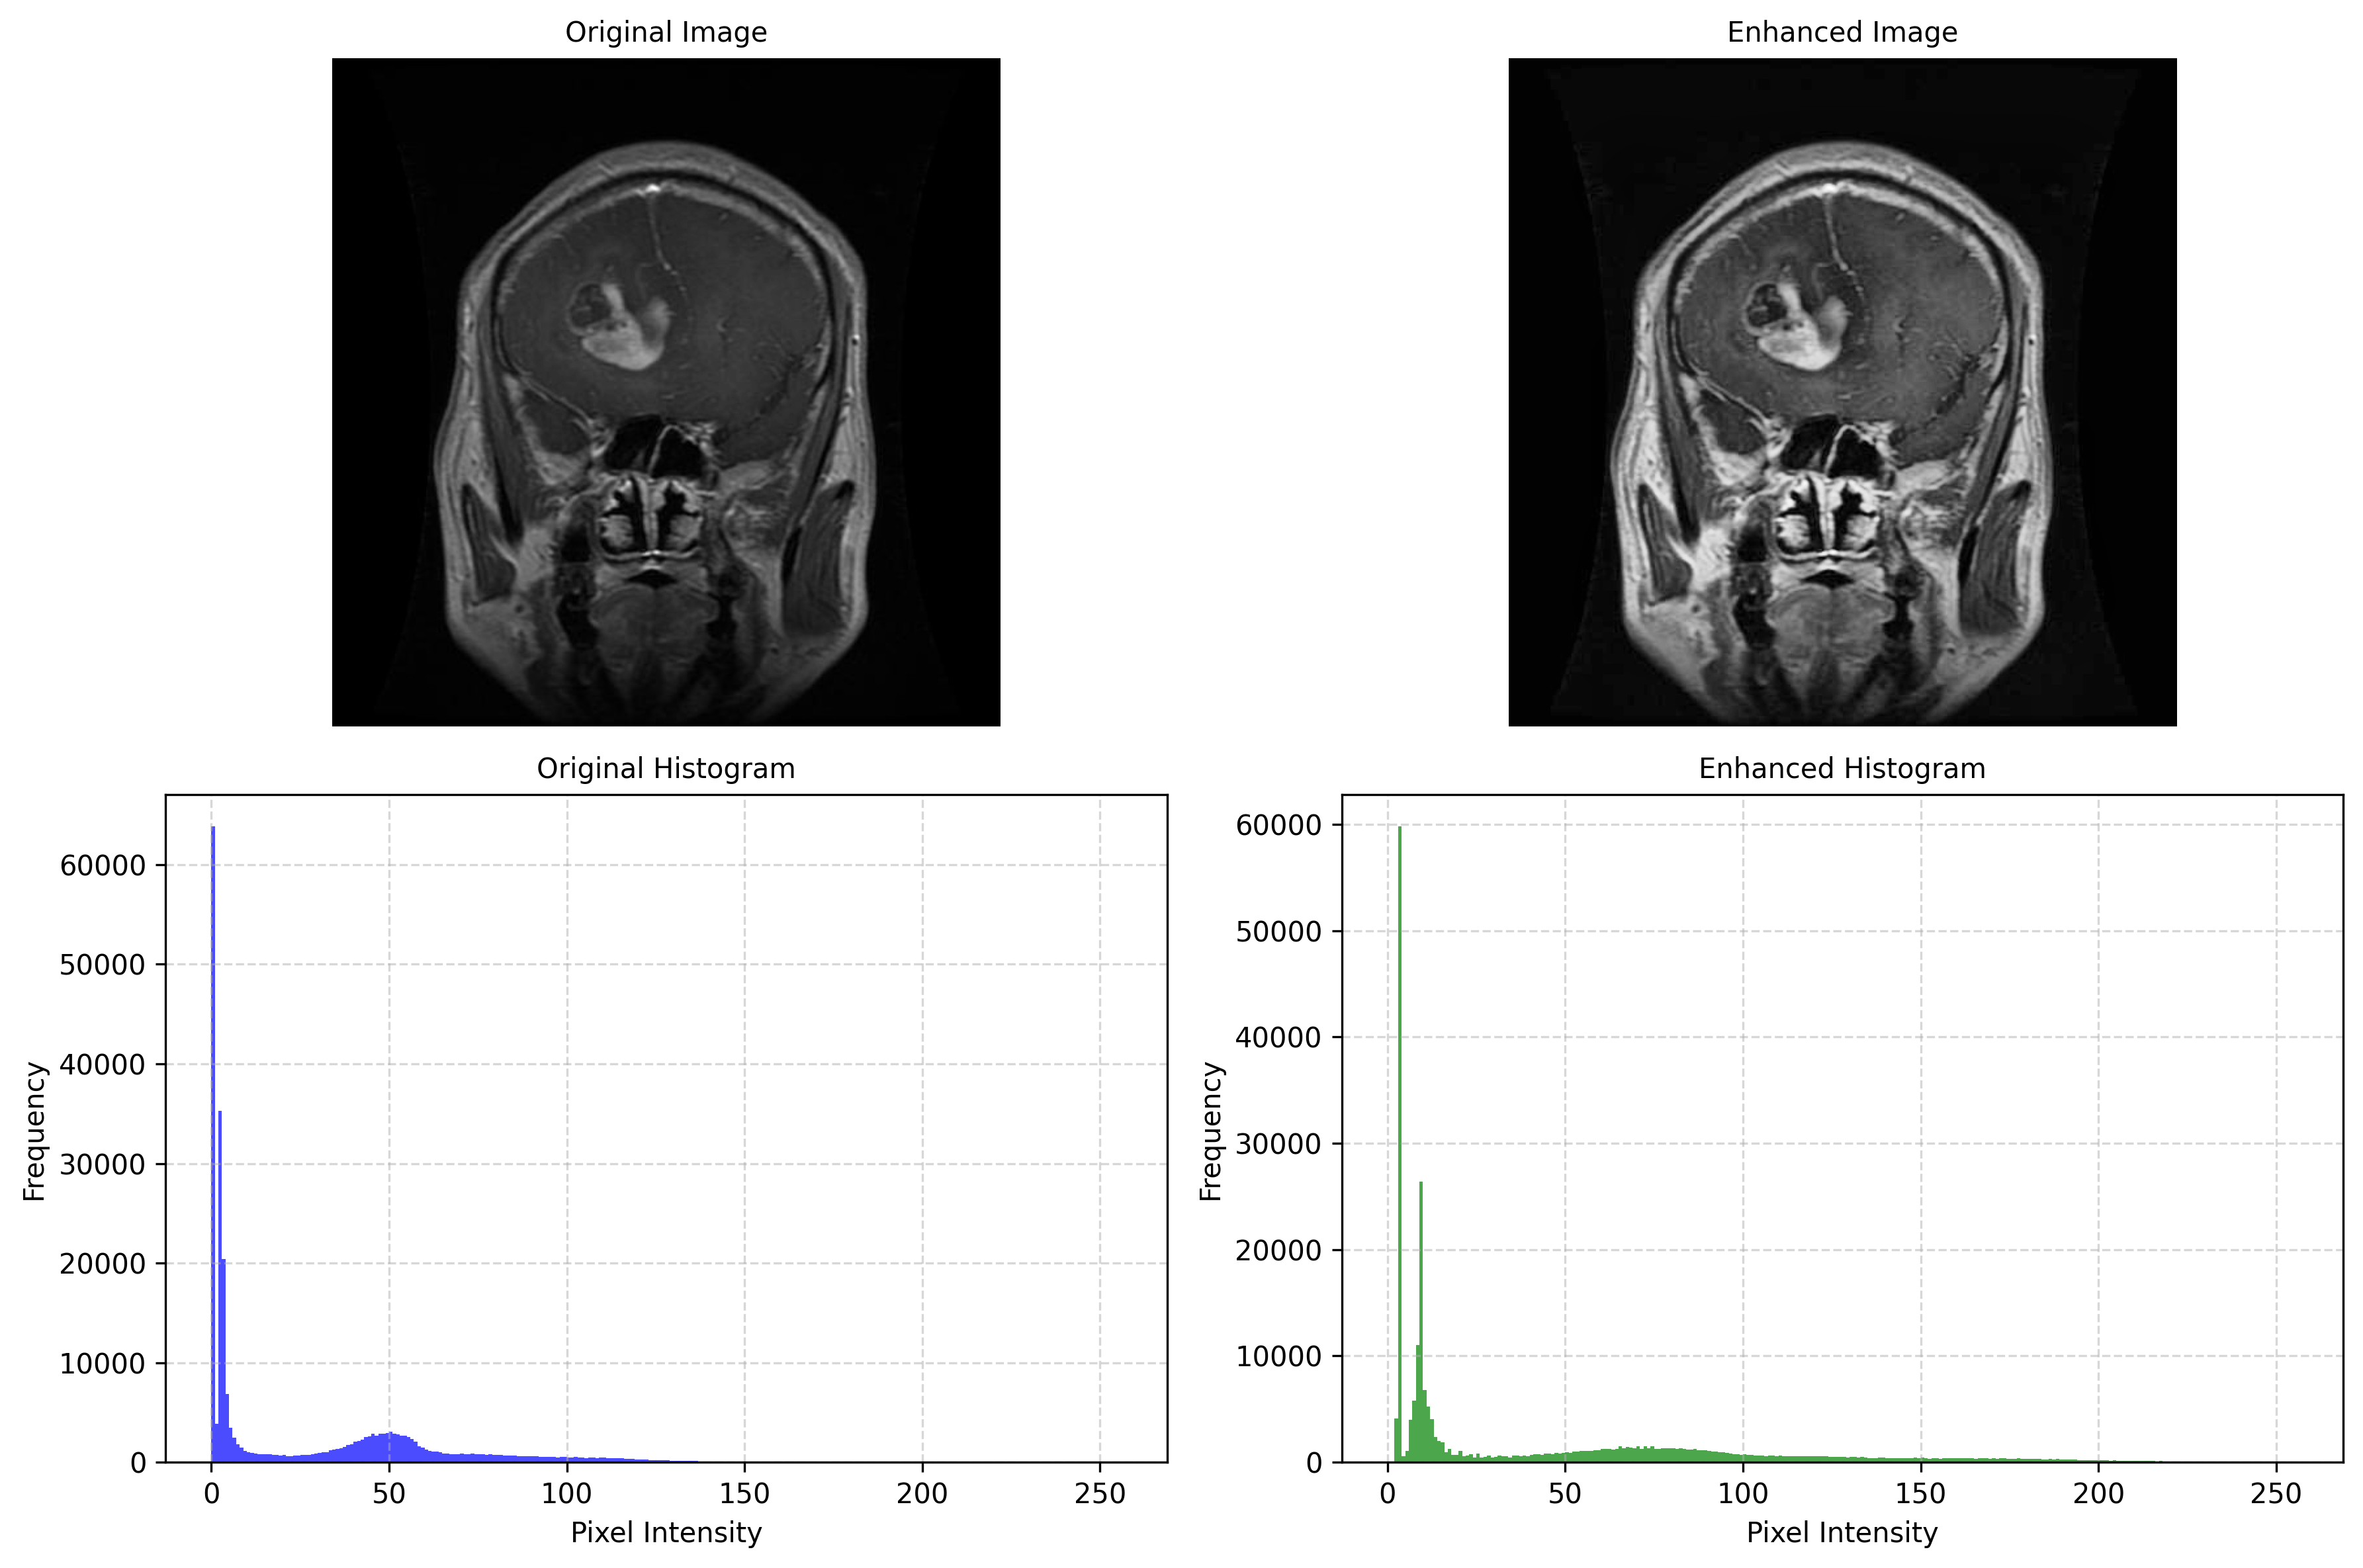 Original Image
Enhanced Image
Original Histogram
Enhanced Histogram
Frequency
60000
50000
40000
30000
20000
10000
0
0 50 100 150 200 250
Pixel Intensity
Frequency
60000
50000
40000
30000
20000
10000
0
0 50 100 150 200 250
Pixel Intensity